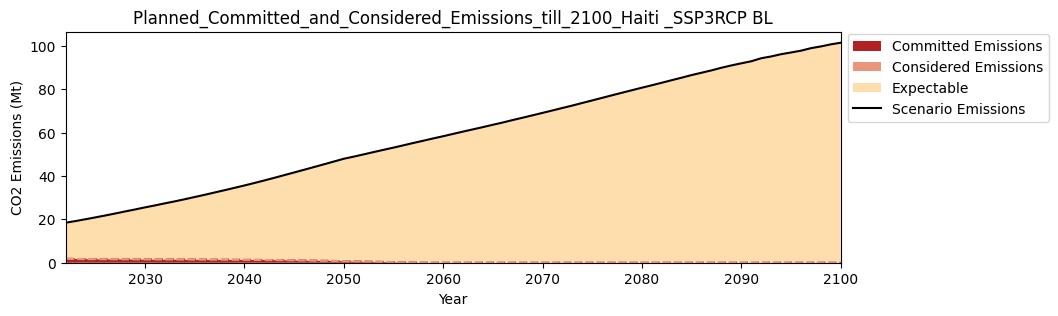 Planned_Committed_and_Considered_Emissions_till_2100_Haiti _SSP3RCP BL
CO2 Emissions (Mt)
100
80
60
40
20
0
2030 2040 2050 2060 2070 2080 2090 2100
Year
Committed Emissions
Considered Emissions
Expectable
Scenario Emissions